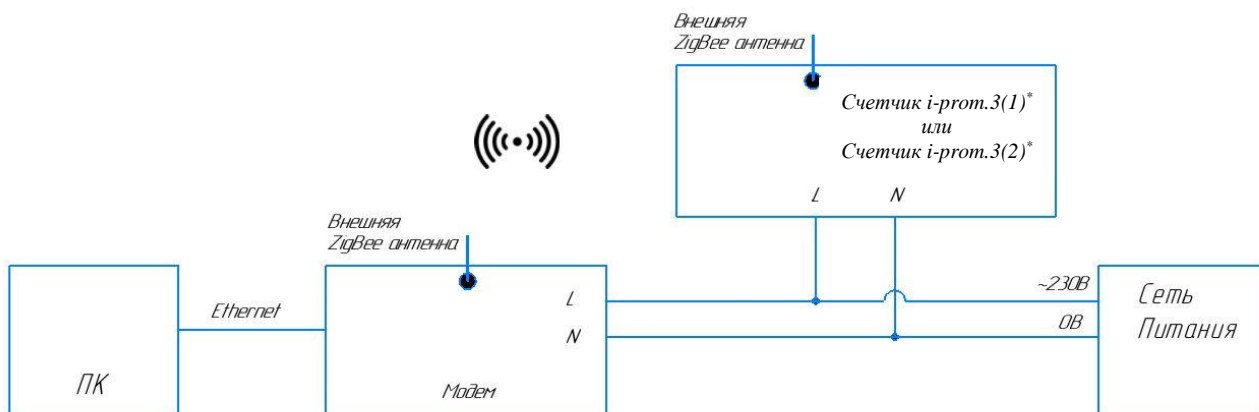 Внешняя
ZigBee антенна
Счетчик i-prom.3(1)*
или
Счетчик i-prom.3(2)*
L N
Внешняя
ZigBee антенна
Ethernet
L
N
~230В
0В
Сеть
Питания
ПК
Модем